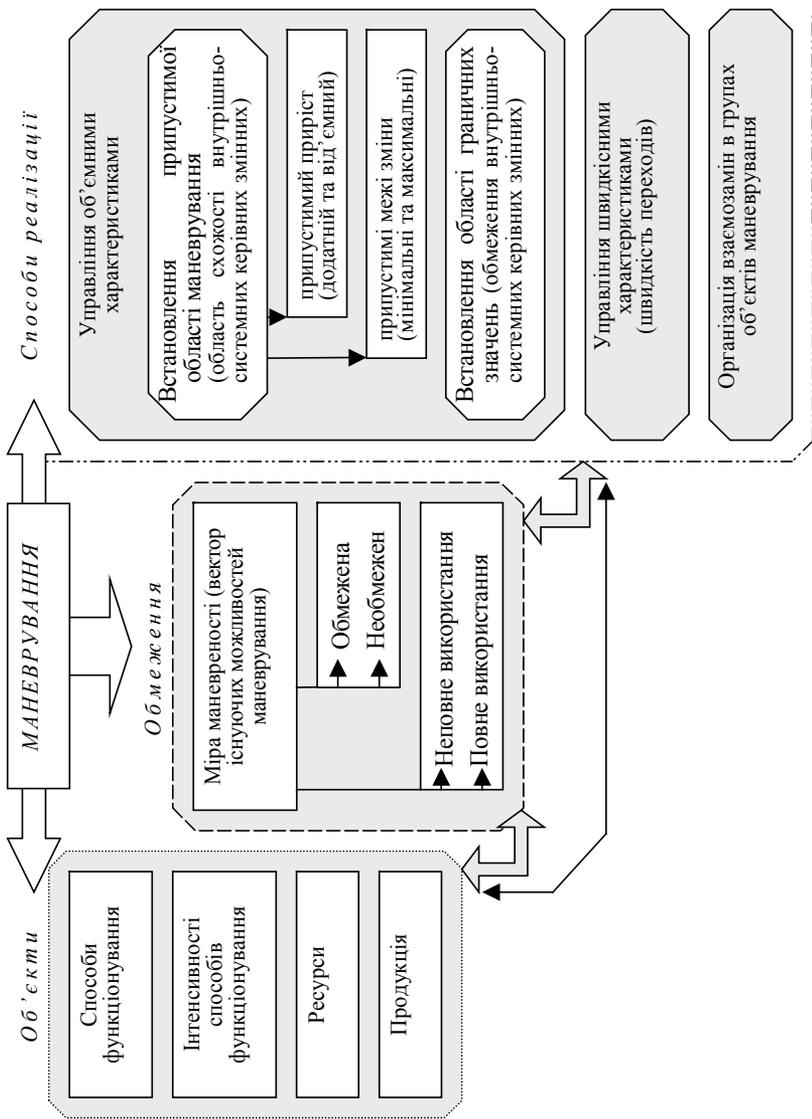 МАНЕВРУВАННЯ
Об’єкти
Способи
функціонування
Інтенсивності
способів
функціонування
Ресурси
Продукція
Обмеження
Міра маневреності (вектор
існуючих можливостей
маневрування)
Обмежена
Необмежен
Неповне використання
Повне використання
Способи реалізації
Управління об’ємними
характеристиками
Встановлення припустимої
області маневрування
(область схожості внутрішньо-
системних керівних змінних)
припустимий приріст
(додатній та від’ємний)
припустимі межі зміни
(мінімальні та максимальні)
Встановлення області граничних
значень (обмеження внутрішньо-
системних керівних змінних)
Управління швидкісними
характеристиками
(швидкість переходів)
Організація взаємозамін в групах
об’єктів маневрування